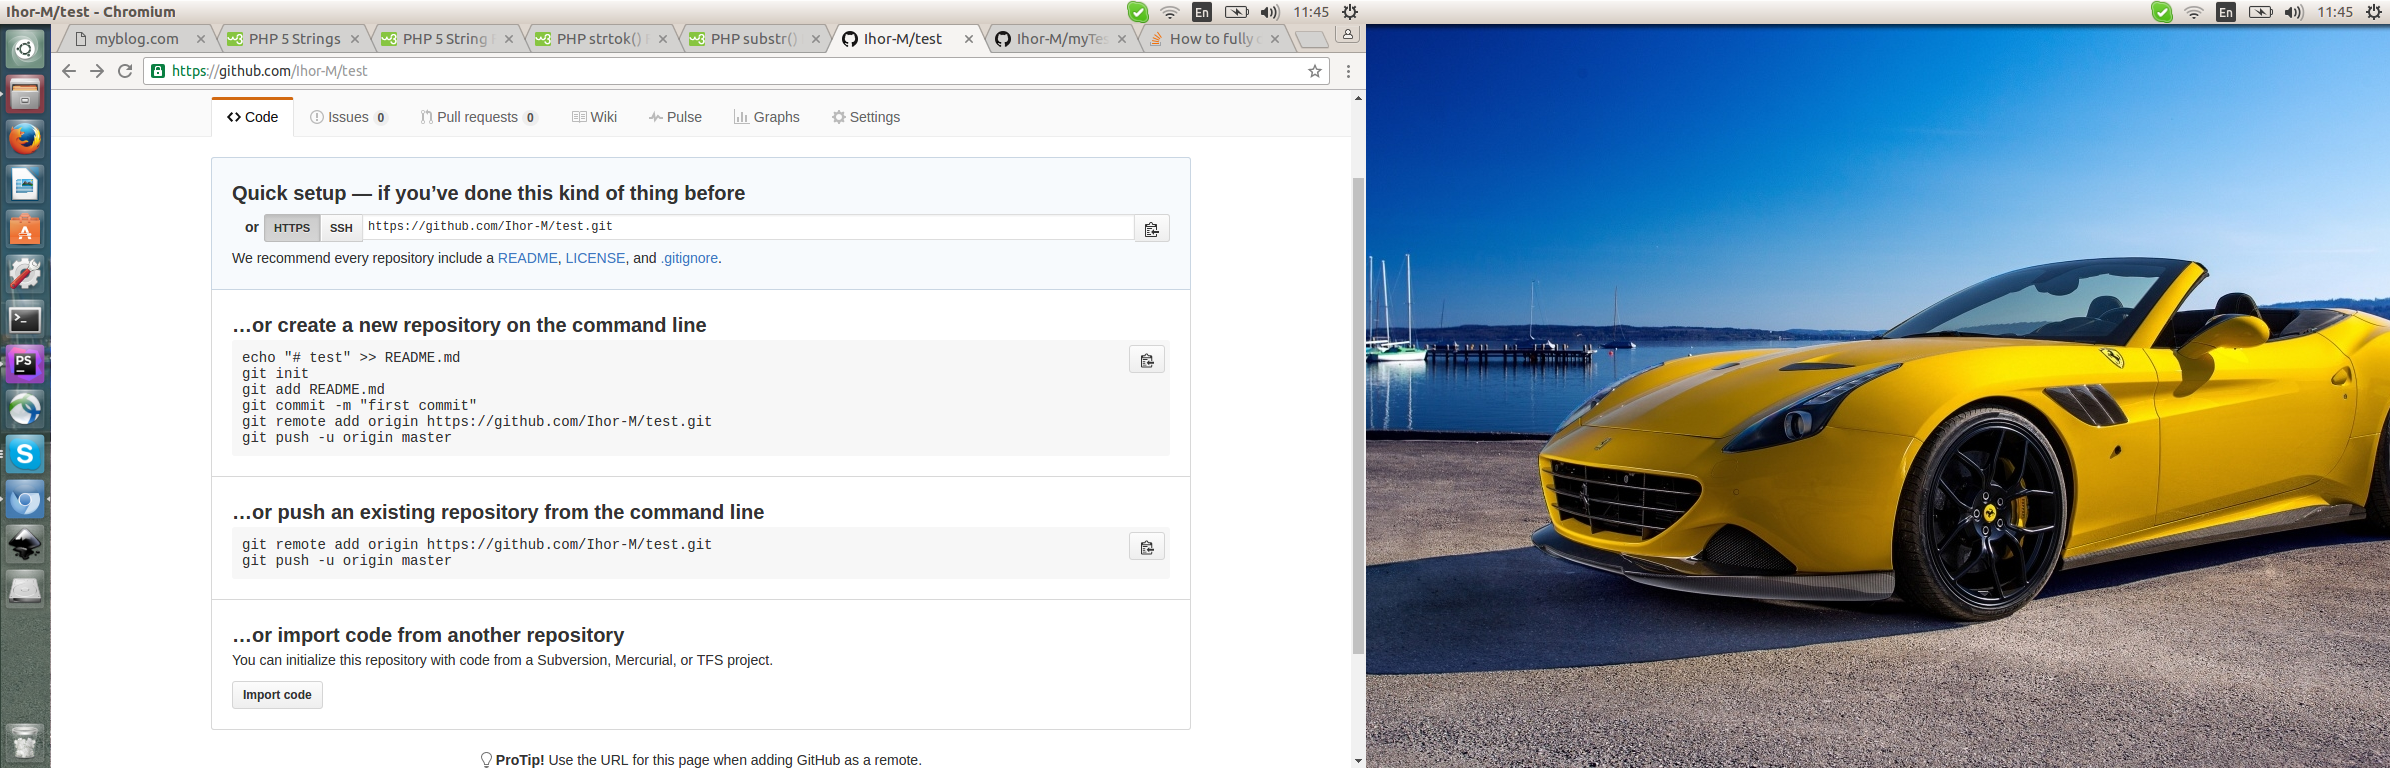 Ihor-M/test - Chromium
En
11:45
En
11:45
myblog.com
PHP 5 Strings
PHP 5 String
PHP strtok()
PHP substr()
Ihor-M/test
Ihor-M/myTe
How to fully
https://github.com/Ihor-M/test
Code
Issues 0
Pull requests 0
Wiki
Pulse
Graphs
Settings
Quick setup — if you’ve done this kind of thing before
or HTTPS SSH https://github.com/Ihor-M/test.git
We recommend every repository include a README, LICENSE, and .gitignore.
…or create a new repository on the command line
echo "# test" >> README.md
git init
git add README.md
git commit -m "first commit"
git remote add origin https://github.com/Ihor-M/test.git
git push -u origin master
…or push an existing repository from the command line
git remote add origin https://github.com/Ihor-M/test.git
git push -u origin master
…or import code from another repository
You can initialize this repository with code from a Subversion, Mercurial, or TFS project.
Import code
ProTip! Use the URL for this page when adding GitHub as a remote.